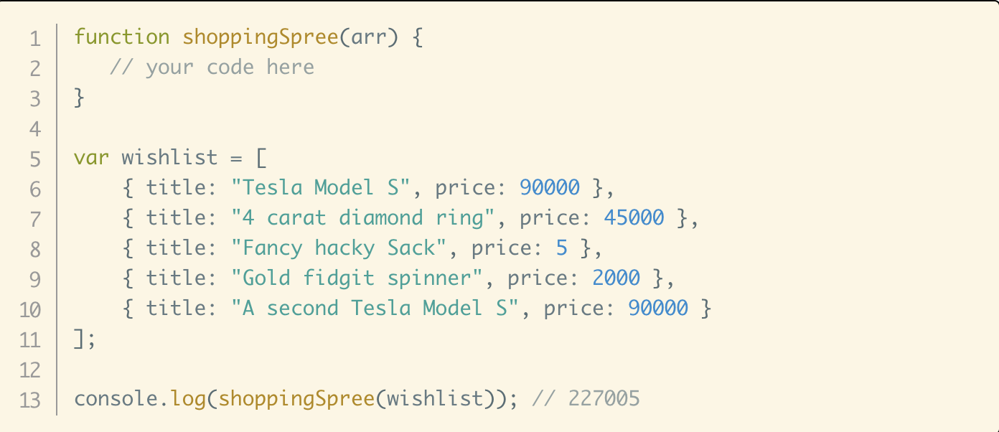 1 function shoppingSpree(arr) {
2 // your code here
3 }
4
5 var wishlist = [
6 { title: "Tesla Model S", price: 90000 },
7 { title: "4 carat diamond ring", price: 45000 },
8 { title: "Fancy hacky Sack", price: 5 },
9 { title: "Gold fidgit spinner", price: 2000 },
10 { title: "A second Tesla Model S", price: 90000 }
11 ];
12
13 console.log(shoppingSpree(wishlist)); // 227005